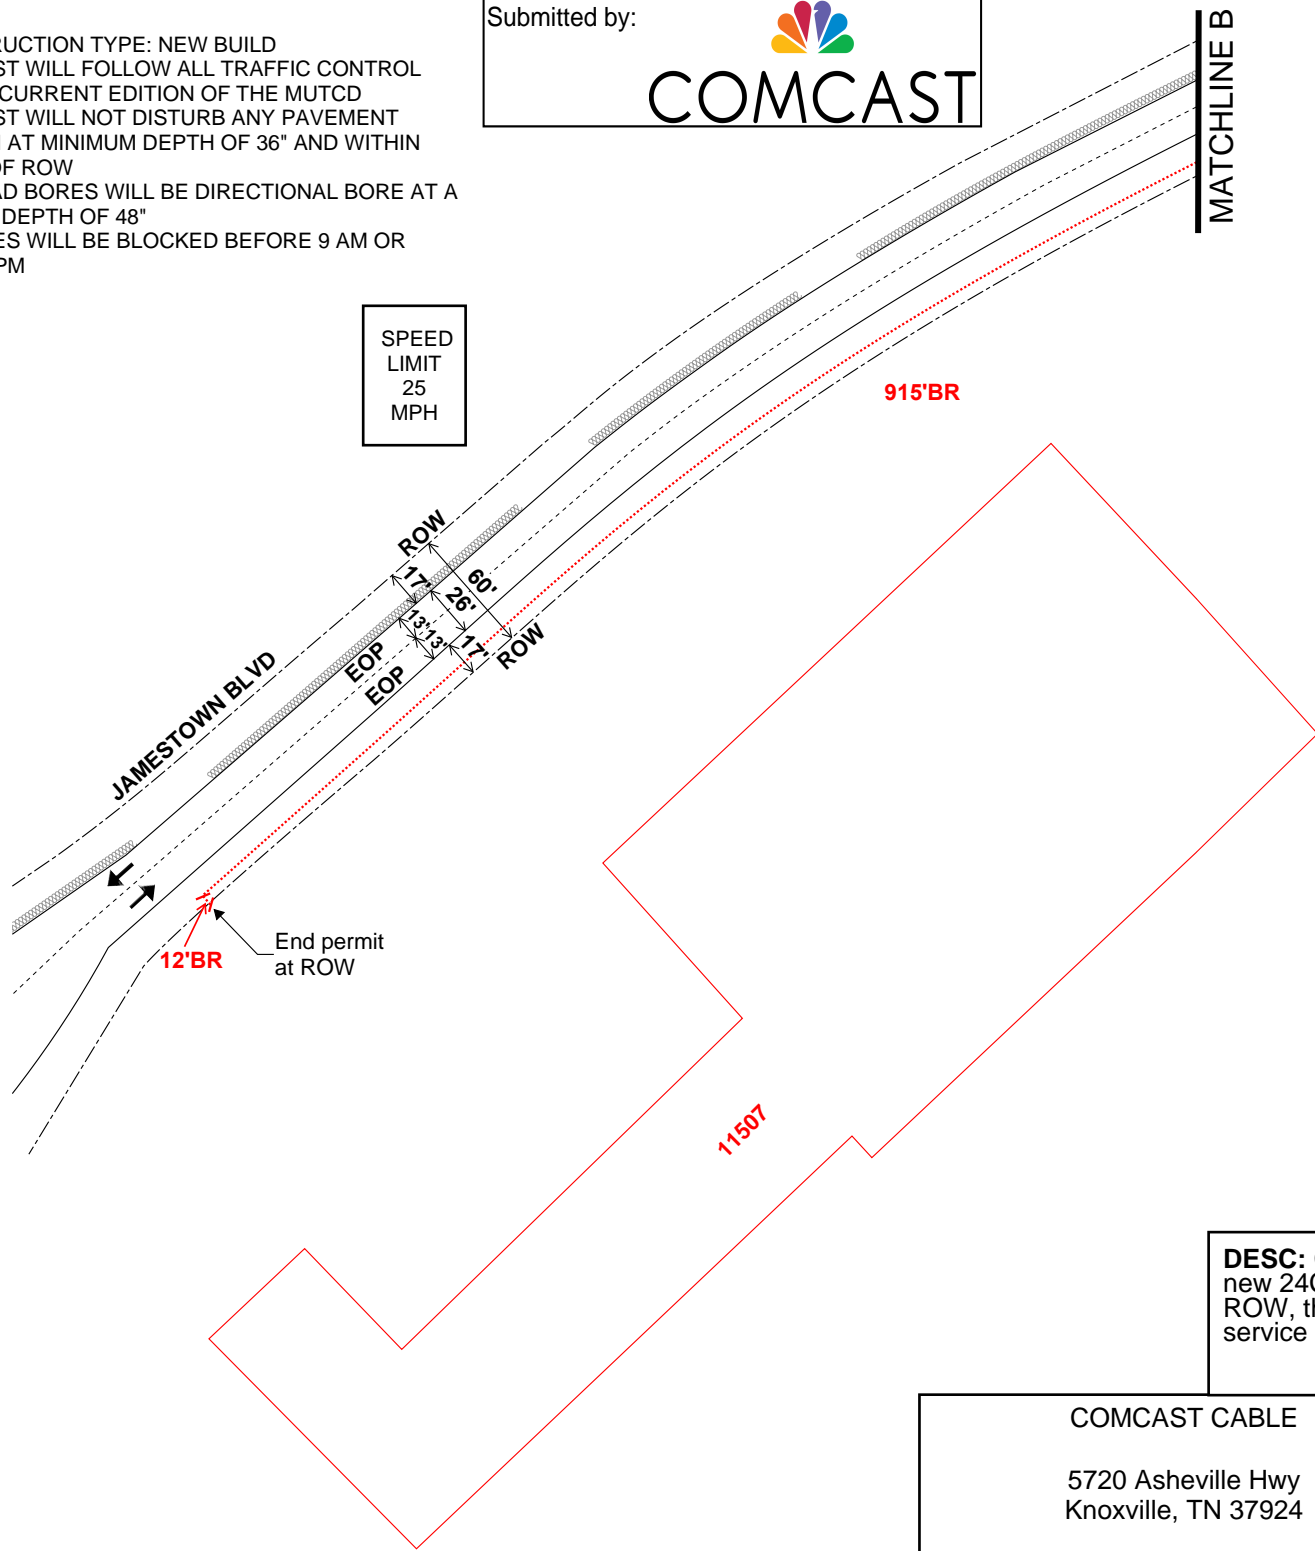 RUCTION TYPE: NEW BUILD
ST WILL FOLLOW ALL TRAFFIC CONTROL
CURRENT EDITION OF THE MUTCD
ST WILL NOT DISTURB ANY PAVEMENT
AT MINIMUM DEPTH OF 36" AND WITHIN
OF ROW
AD BORES WILL BE DIRECTIONAL BORE AT A
DEPTH OF 48"
ES WILL BE BLOCKED BEFORE 9 AM OR
PM
Submitted by:
COMCAST
MATCHLINE B
SPEED
LIMIT
25
MPH
915'BR
ROW
17'
60'
26'
13'
13'
17'
ROW
EOP
EOP
JAMESTOWN BLVD
12'BR
End permit
at ROW
11507
DESC:
new 240
ROW, th
service
COMCAST CABLE
5720 Asheville Hwy
Knoxville, TN 37924